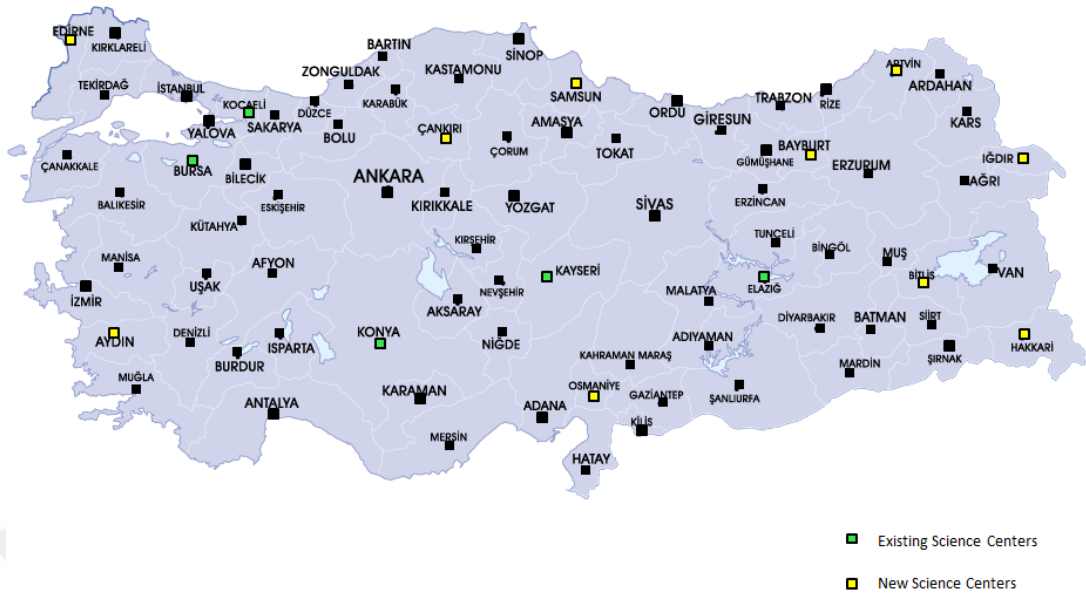 EDİRNE
KIRKLARELİ
BARTIN
SİNOP
ZONGULDAK
KASTAMONU
ARTVİN
ARDAHAN
TEKİRDAĞ
İSTANBUL
KOCAELİ
DÜZCE
KARABÜK
SAMSUN
ORDU
TRABZON
RİZE
YALOVA
SAKARYA
BOLU
ÇANKIRI
AMASYA
GİRESUN
KARS
ÇORUM
TOKAT
GÜMÜŞHANE
BAYBURT
ERZURUM
IĞDIR
ÇANAKKALE
BURSA
BİLECİK
ANKARA
AĞRI
BALIKESİR
ESKİŞEHİR
KIRIKKALE
YOZGAT
SİVAS
ERZİNCAN
KÜTAHYA
KIRŞEHİR
TUNCELİ
BİNGÖL
MUŞ
MANİSA
AFYON
UŞAK
KAYSERİ
NEVŞEHİR
MALATYA
ELAZIĞ
BİTLİS
VAN
İZMİR
AKSARAY
AYDIN
DENİZLİ
ISPARTA
KONYA
NİĞDE
ADIYAMAN
DİYARBAKIR
BATMAN
SİİRT
HAKKARİ
BURDUR
KAHRAMAN MARAŞ
MARDİN
ŞIRNAK
MUĞLA
ANTALYA
KARAMAN
OSMANİYE
GAZİANTEP
ŞANLIURFA
ADANA
KİLİS
MERSİN
HATAY
Existing Science Centers
New Science Centers